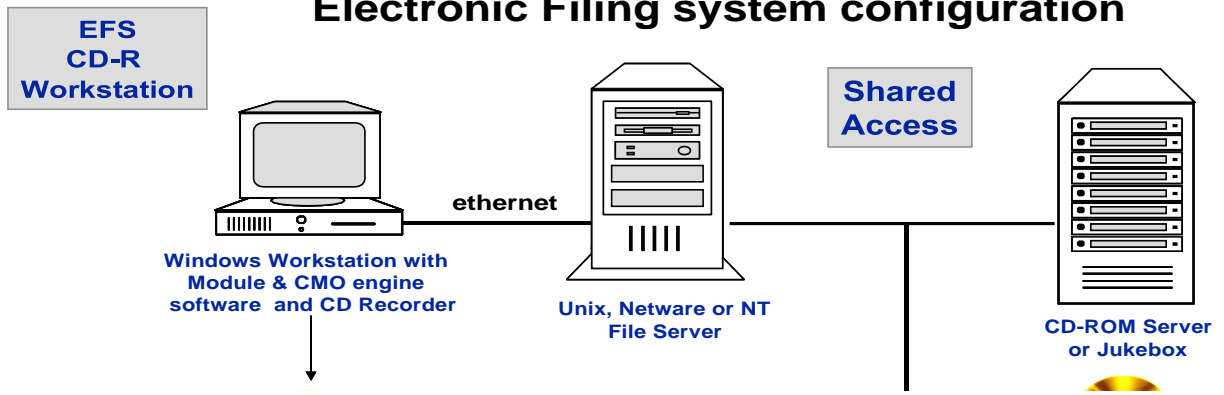 Electronic Filing system configuration
EFS
CD-R
Workstation
Shared
Access
ethernet
Windows Workstation with
Module & CMO engine
software and CD Recorder
Unix, Netware or NT
File Server
CD-ROM Server
or Jukebox